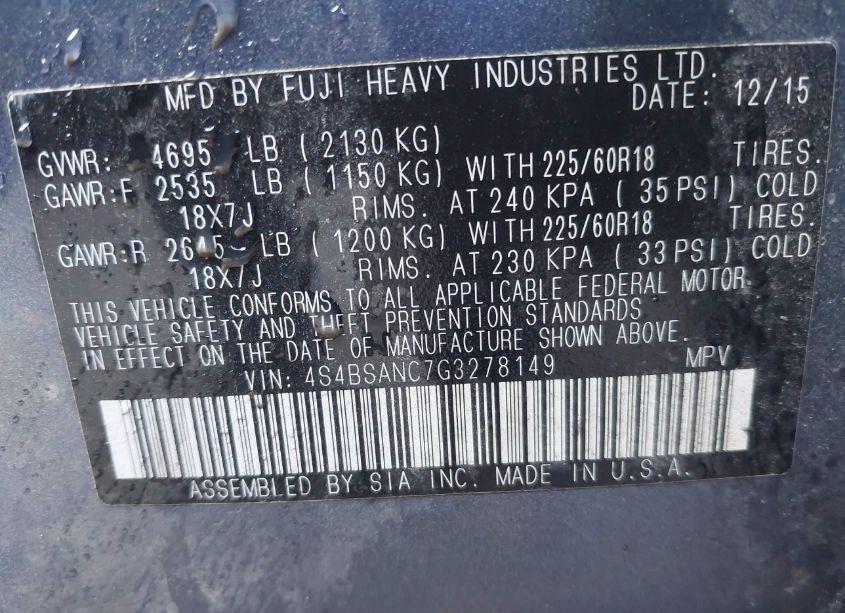 MFD BY FUJI HEAVY INDUSTRIES LTD.
DATE: 12/15
GVWR: 4695 LB ( 2130 KG)
GAWR:F 2535 LB ( 1150 KG) WITH 225/60R18 TIRES.
18X7J RIMS. AT 240 KPA ( 35 PSI) COLD
GAWR:R 2645 LB ( 1200 KG) WITH 225/60R18 TIRES.
18X7J RIMS. AT 230 KPA ( 33 PSI) COLD
THIS VEHICLE CONFORMS TO ALL APPLICABLE FEDERAL MOTOR
VEHICLE SAFETY AND THEFT PREVENTION STANDARDS
IN EFFECT ON THE DATE OF MANUFACTURE SHOWN ABOVE.
VIN: 4S4BSANC7G3278149 MPV
ASSEMBLED BY SIA INC. MADE IN U.S.A.